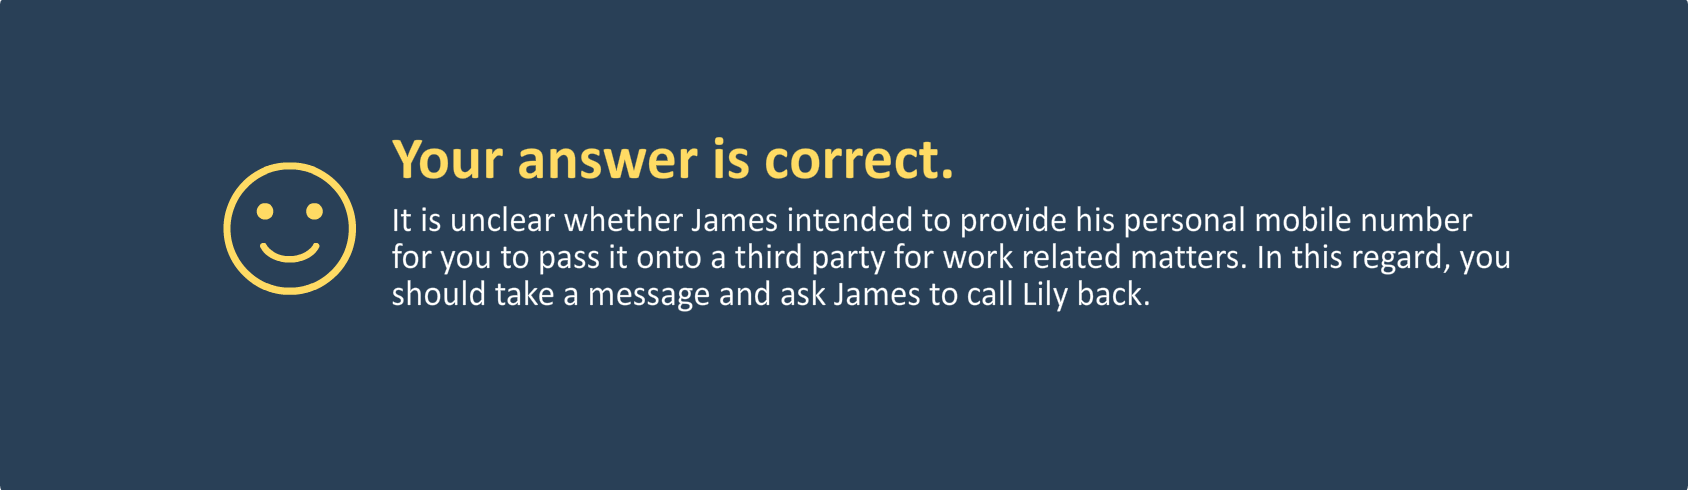 Your answer is correct.
It is unclear whether James intended to provide his personal mobile number
for you to pass it onto a third party for work related matters. In this regard, you
should take a message and ask James to call Lily back.